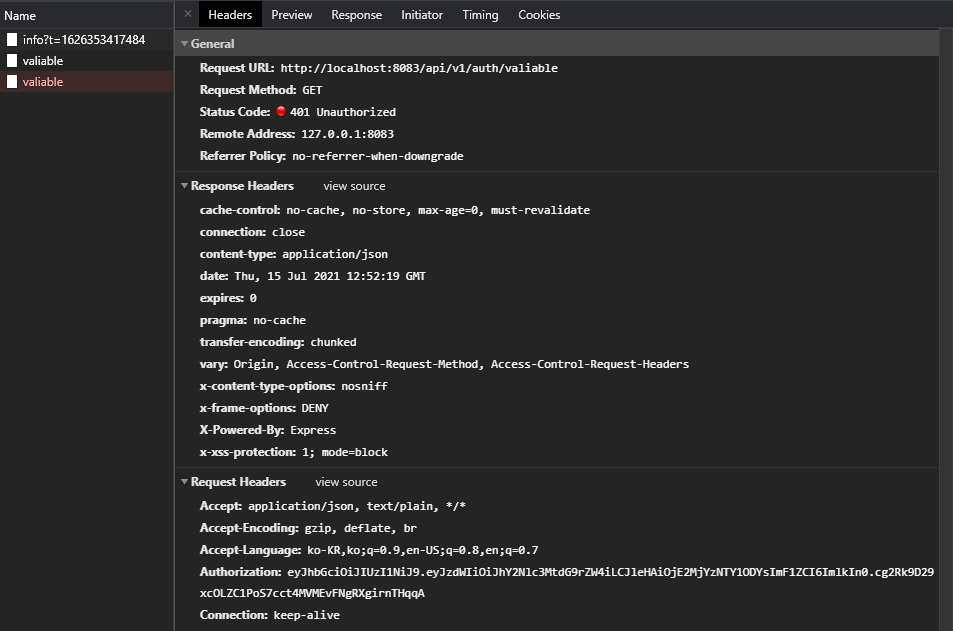 Name
× Headers Preview Response Initiator Timing Cookies
info?t=1626353417484
valiable
valiable
General
Request URL: http://localhost:8083/api/v1/auth/valiable
Request Method: GET
Status Code: 401 Unauthorized
Remote Address: 127.0.0.1:8083
Referrer Policy: no-referrer-when-downgrade
Response Headers view source
cache-control: no-cache, no-store, max-age=0, must-revalidate
connection: close
content-type: application/json
date: Thu, 15 Jul 2021 12:52:19 GMT
expires: 0
pragma: no-cache
transfer-encoding: chunked
vary: Origin, Access-Control-Request-Method, Access-Control-Request-Headers
x-content-type-options: nosniff
x-frame-options: DENY
X-Powered-By: Express
x-xss-protection: 1; mode=block
Request Headers view source
Accept: application/json, text/plain, */*
Accept-Encoding: gzip, deflate, br
Accept-Language: ko-KR,ko;q=0.9,en-US;q=0.8,en;q=0.7
Authorization: eyJhbGciOiJIUzI1NiJ9.eyJzdWIiOiJhY2Nlc3MtdG9rZW4iLCJleHAiOjE2MjYzNTY1ODYsImF1ZCI6ImlkIn0.cg2Rk9D29
xcOLZC1PoS7cct4MVMEvFNgRXgirnTHqqA
Connection: keep-alive